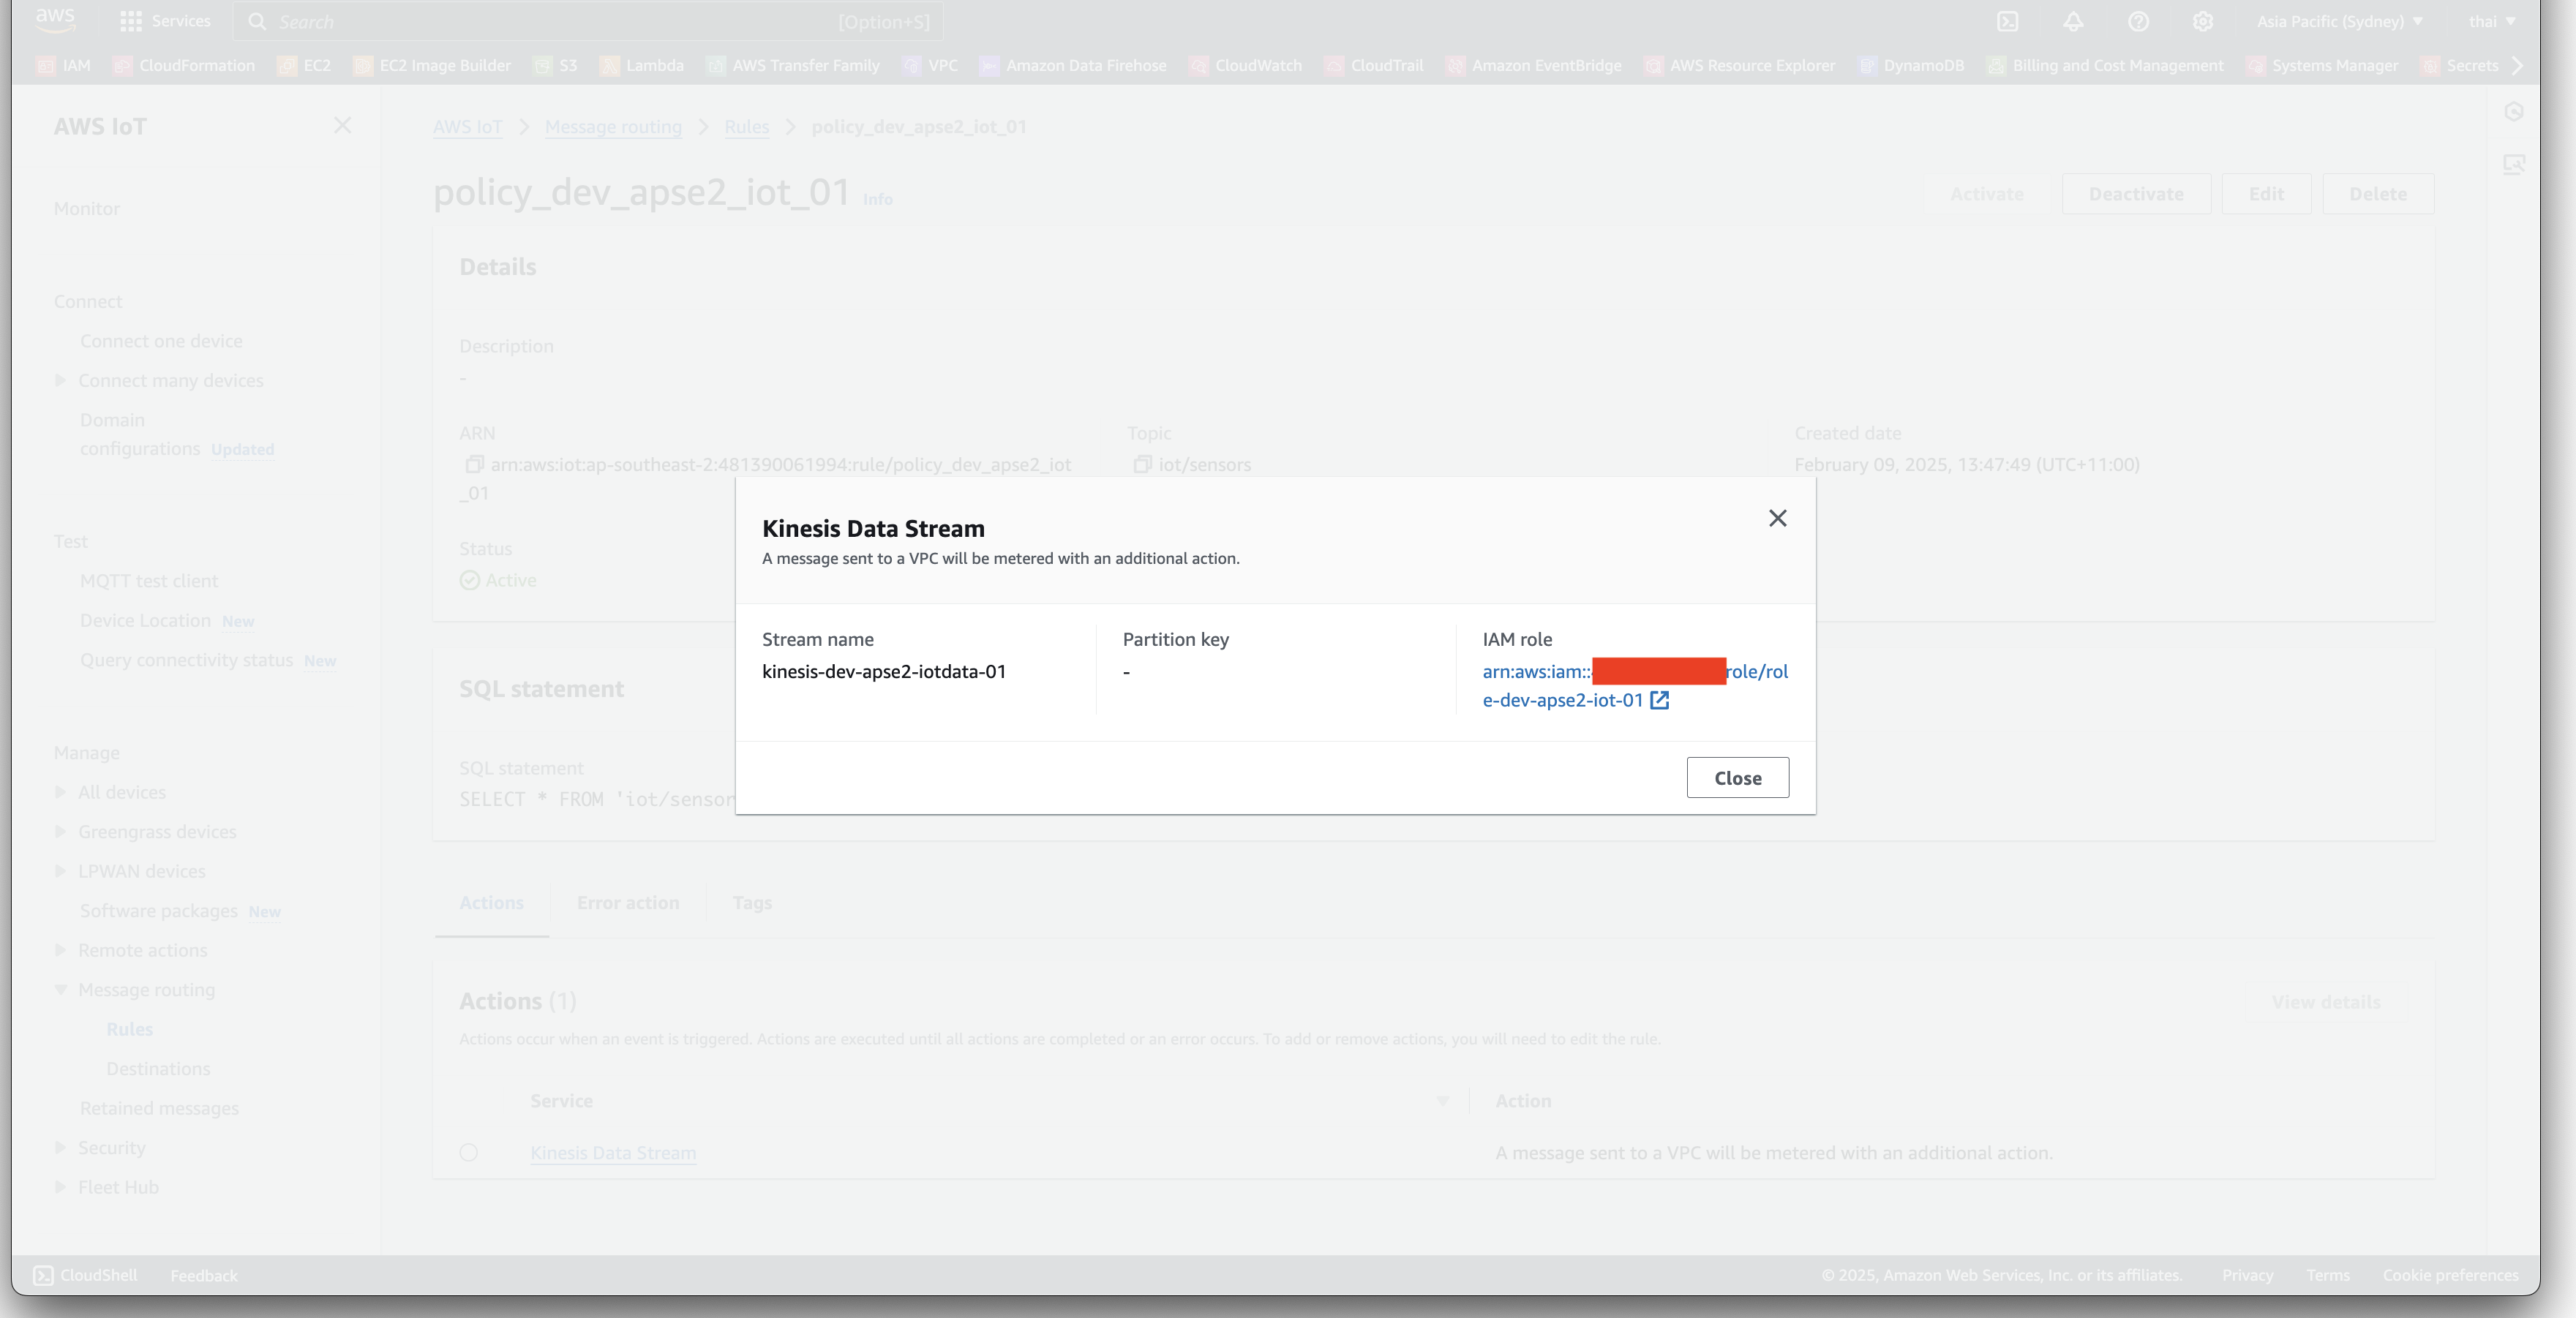 aws
Services
Search
[Option+S]
Asia Pacific (Sydney)
thai
IAM
CloudFormation
EC2
EC2 Image Builder
S3
Lambda
AWS Transfer Family
VPC
Amazon Data Firehose
CloudWatch
CloudTrail
Amazon EventBridge
AWS Resource Explorer
DynamoDB
Billing and Cost Management
Systems Manager
Secrets
AWS IoT
Monitor
Connect
Connect one device
Connect many devices
Domain
configurations Updated
Test
MQTT test client
Device Location New
Query connectivity status New
Manage
All devices
Greengrass devices
LPWAN devices
Software packages New
Remote actions
Message routing
Rules
Destinations
Retained messages
Security
Fleet Hub
AWS IoT > Message routing > Rules > policy_dev_apse2_iot_01
policy_dev_apse2_iot_01 Info
Activate
Deactivate
Edit
Delete
Details
Description
-
ARN
arn:aws:iot:ap-southeast-2:481390061994:rule/policy_dev_apse2_iot
_01
Topic
iot/sensors
Created date
February 09, 2025, 13:47:49 (UTC+11:00)
Status
Active
Kinesis Data Stream
A message sent to a VPC will be metered with an additional action.
Stream name
kinesis-dev-apse2-iotdata-01
Partition key
-
IAM role
arn:aws:iam:: role/rol
e-dev-apse2-iot-01
Close
SQL statement
SQL statement
SELECT * FROM 'iot/sensor
Actions
Error action
Tags
Actions (1)
View details
Actions occur when an event is triggered. Actions are executed until all actions are completed or an error occurs. To add or remove actions, you will need to edit the rule.
Service
Action
Kinesis Data Stream
A message sent to a VPC will be metered with an additional action.
CloudShell
Feedback
© 2025, Amazon Web Services, Inc. or its affiliates.
Privacy
Terms
Cookie preferences